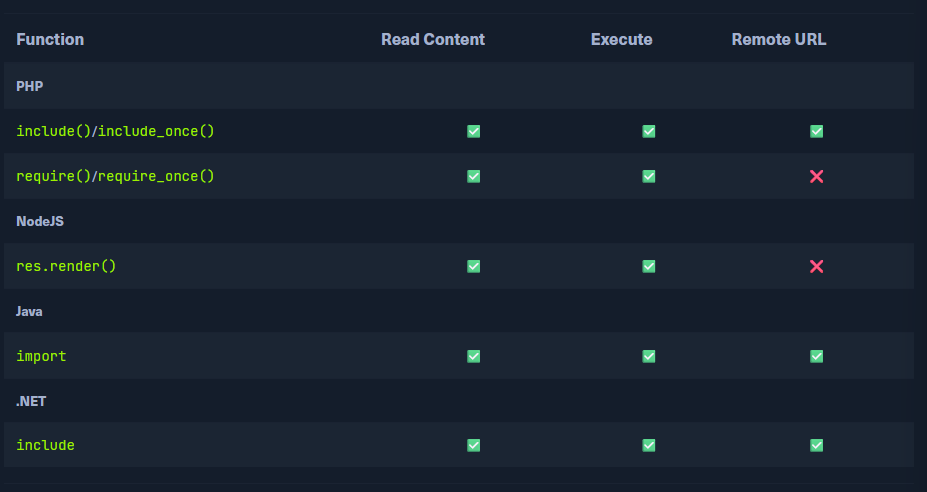 Function Read Content Execute Remote URL
PHP
include()/include_once() ✅ ✅ ✅
require()/require_once() ✅ ✅ ❌
NodeJS
res.render() ✅ ✅ ❌
Java
import ✅ ✅ ✅
.NET
include ✅ ✅ ✅